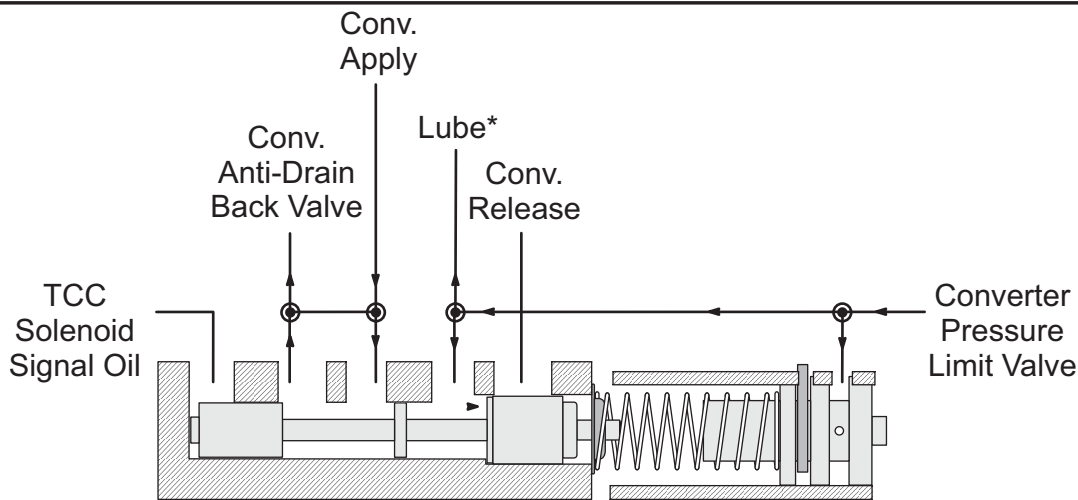 Conv.
Apply
Conv.
Anti-Drain
Back Valve
Lube*
Conv.
Release
TCC
Solenoid
Signal Oil
Converter
Pressure
Limit Valve